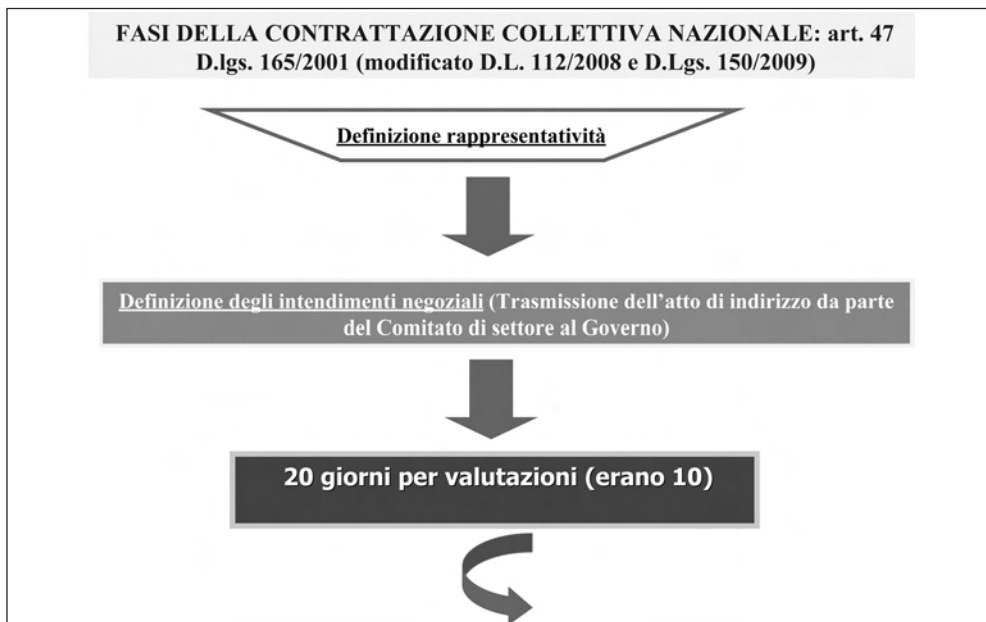 FASI DELLA CONTRATTAZIONE COLLETTIVA NAZIONALE: art. 47
D.lgs. 165/2001 (modificato D.L. 112/2008 e D.Lgs. 150/2009)
Definizione rappresentatività
Definizione degli intendimenti negoziali (Trasmissione dell’atto di indirizzo da parte
del Comitato di settore al Governo)
20 giorni per valutazioni (erano 10)